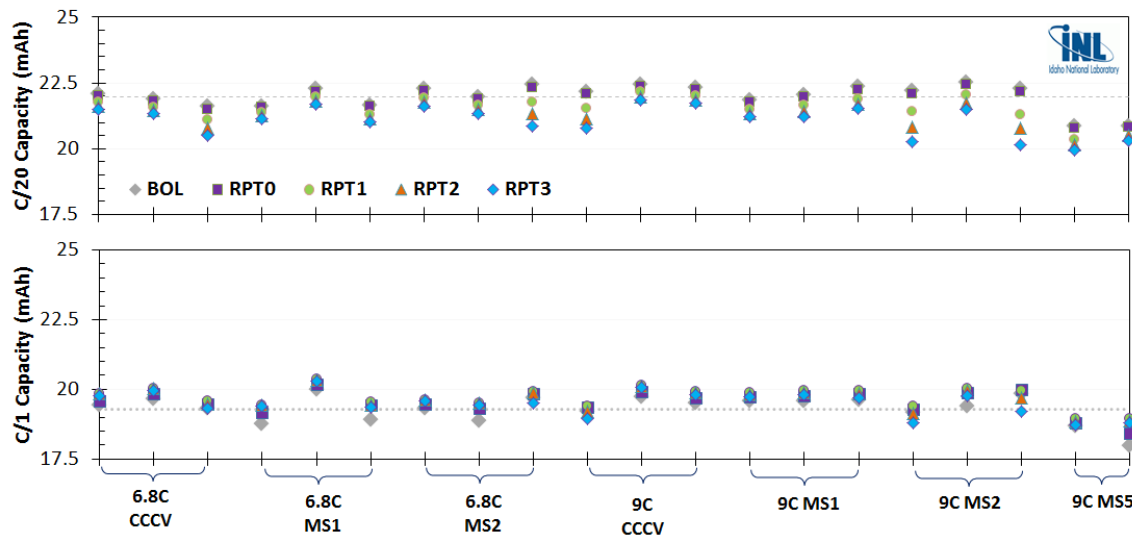 25
22.5
20
17.5
C/20 Capacity (mAh)
INL
Idaho National Laboratory
BOL RPT0 RPT1 RPT2 RPT3
25
22.5
20
17.5
C/1 Capacity (mAh)
6.8C 6.8C 6.8C 9C 9C MS1 9C MS2 9C MS5
CCCV MS1 MS2 CCCV